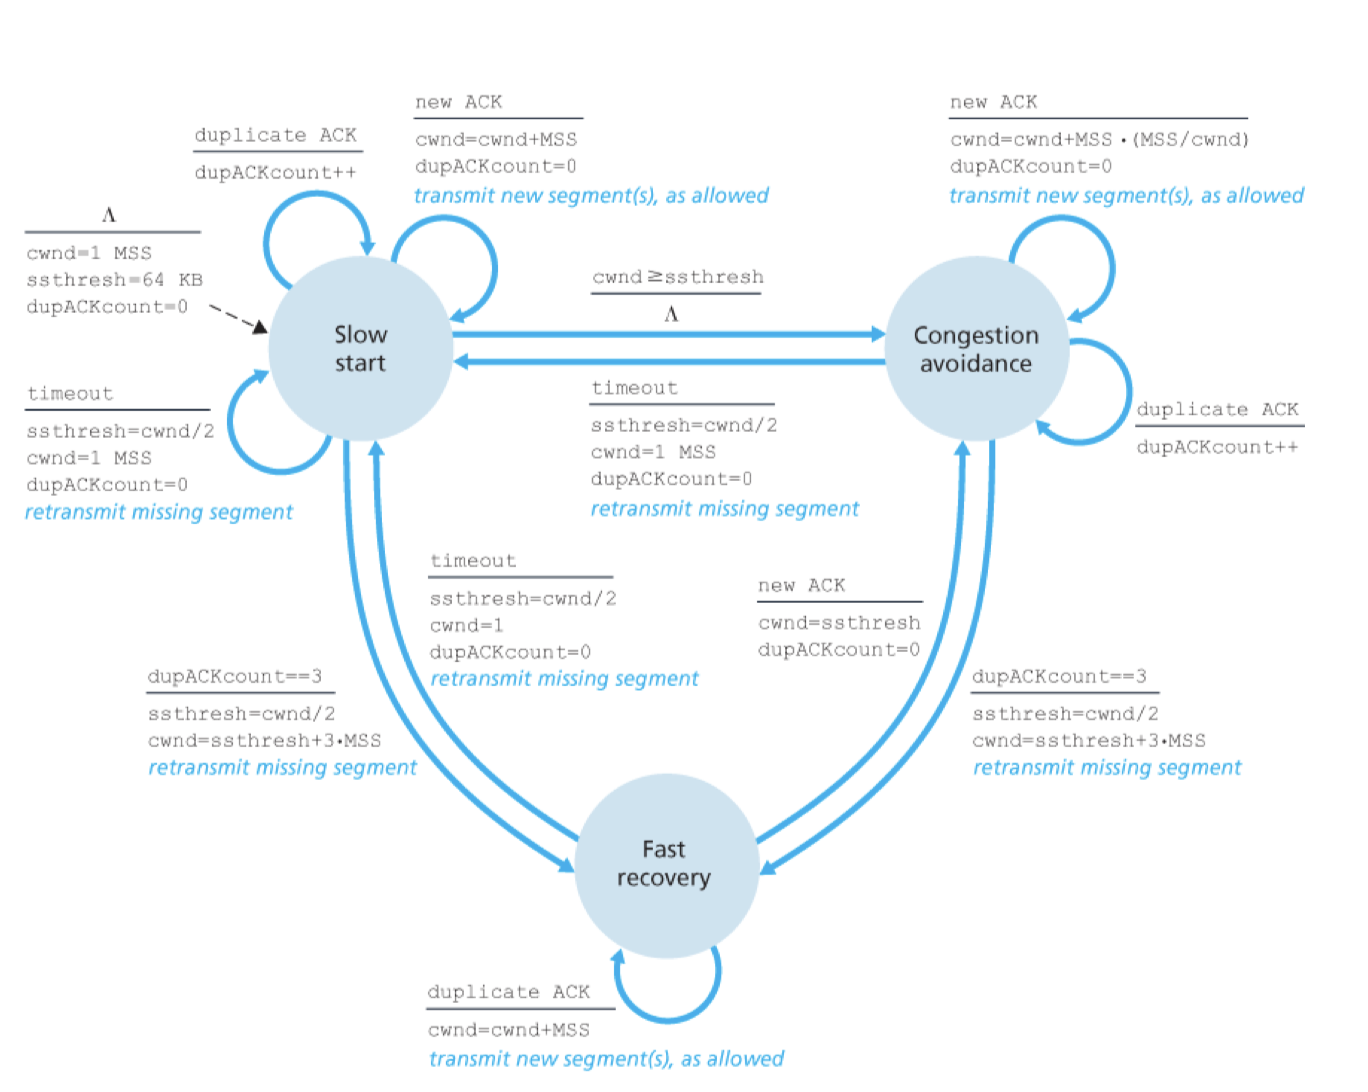 new ACK
cwnd=cwnd+MSS
dupACKcount=0
transmit new segment(s), as allowed
new ACK
cwnd=cwnd+MSS·(MSS/cwnd)
dupACKcount=0
transmit new segment(s), as allowed
duplicate ACK
dupACKcount++
Λ
cwnd=1 MSS
ssthresh=64 KB
dupACKcount=0
cwnd≥ssthresh
Λ
Slow
start
Congestion
avoidance
timeout
ssthresh=cwnd/2
cwnd=1 MSS
dupACKcount=0
retransmit missing segment
timeout
ssthresh=cwnd/2
cwnd=1 MSS
dupACKcount=0
retransmit missing segment
duplicate ACK
dupACKcount++
timeout
ssthresh=cwnd/2
cwnd=1
dupACKcount=0
retransmit missing segment
new ACK
cwnd=ssthresh
dupACKcount=0
dupACKcount==3
ssthresh=cwnd/2
cwnd=ssthresh+3·MSS
retransmit missing segment
dupACKcount==3
ssthresh=cwnd/2
cwnd=ssthresh+3·MSS
retransmit missing segment
Fast
recovery
duplicate ACK
cwnd=cwnd+MSS
transmit new segment(s), as allowed